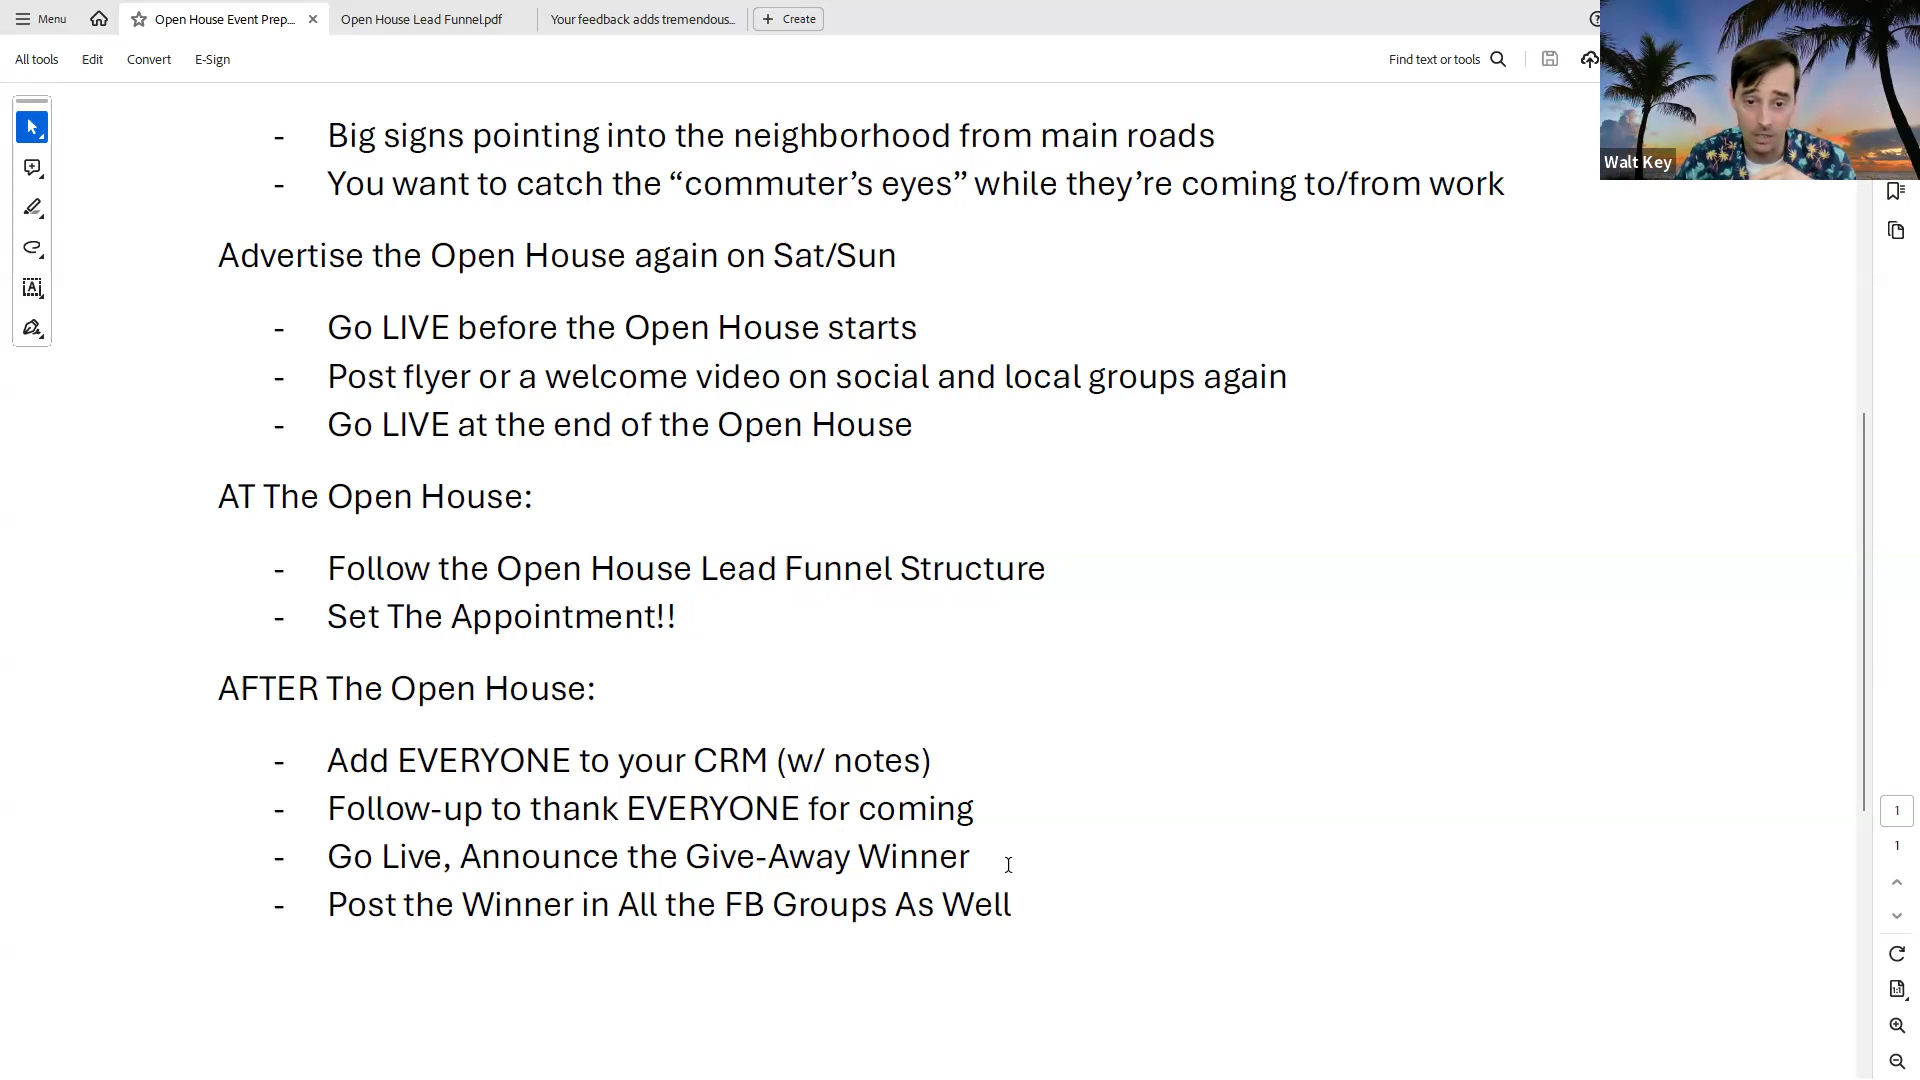 Menu
Open House Event Prep...
Open House Lead Funnel.pdf
Your feedback adds tremendous...
Create
All tools
Edit
Convert
E-Sign
Find text or tools
Walt Key
- Big signs pointing into the neighborhood from main roads
- You want to catch the “commuter’s eyes” while they’re coming to/from work
Advertise the Open House again on Sat/Sun
- Go LIVE before the Open House starts
- Post flyer or a welcome video on social and local groups again
- Go LIVE at the end of the Open House
AT The Open House:
- Follow the Open House Lead Funnel Structure
- Set The Appointment!!
AFTER The Open House:
- Add EVERYONE to your CRM (w/ notes)
- Follow-up to thank EVERYONE for coming
- Go Live, Announce the Give-Away Winner
- Post the Winner in All the FB Groups As Well
1
1